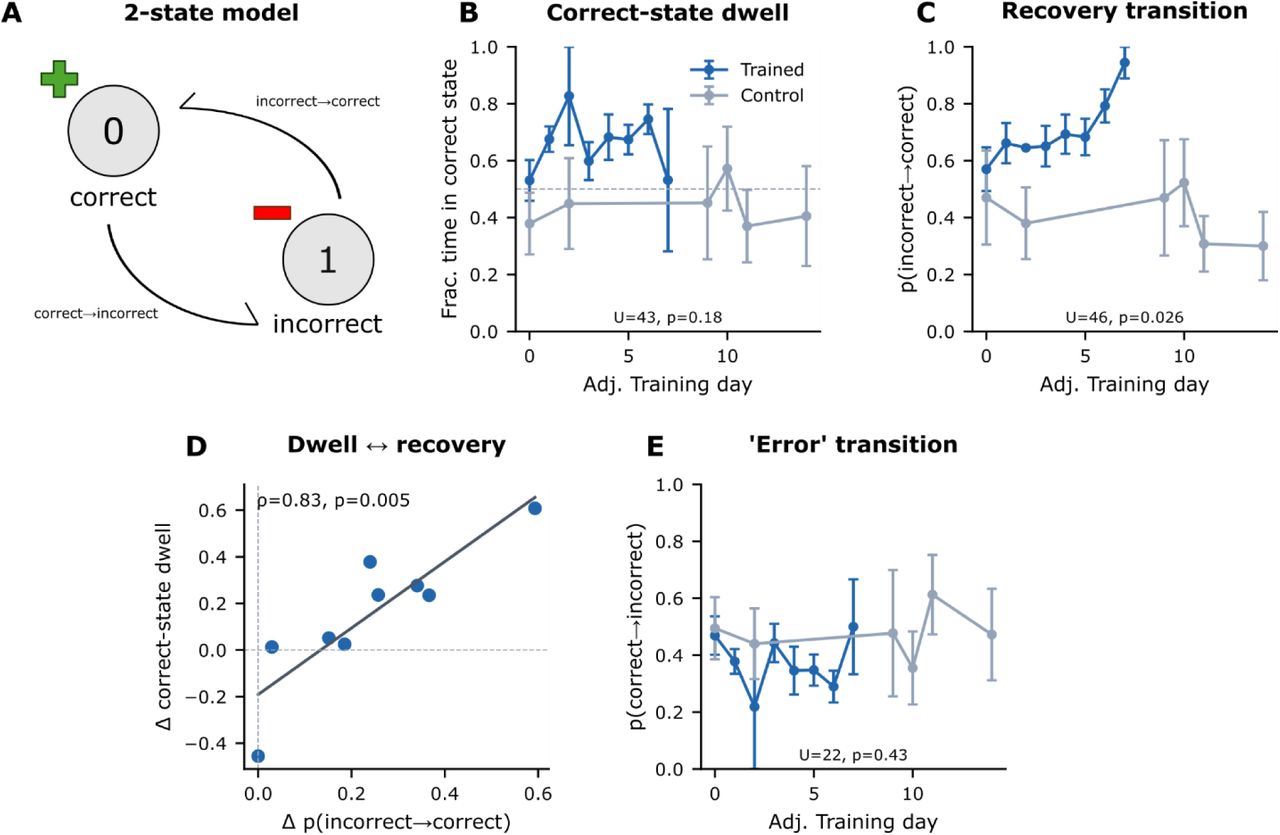 A
2-state model
0
correct
incorrect→correct
1
incorrect
correct→incorrect
B
Correct-state dwell
Frac. time in correct state
1.0
0.8
0.6
0.4
0.2
0.0
Trained
Control
U=43, p=0.18
0
5
10
Adj. Training day
C
Recovery transition
p(incorrect→correct)
1.0
0.8
0.6
0.4
0.2
0.0
U=46, p=0.026
0
5
10
Adj. Training day
D
Dwell ↔ recovery
Δ correct-state dwell
0.6
0.4
0.2
0.0
−0.2
−0.4
ρ=0.83, p=0.005
0.0
0.2
0.4
0.6
Δ p(incorrect→correct)
E
'Error' transition
p(correct→incorrect)
1.0
0.8
0.6
0.4
0.2
0.0
U=22, p=0.43
0
5
10
Adj. Training day